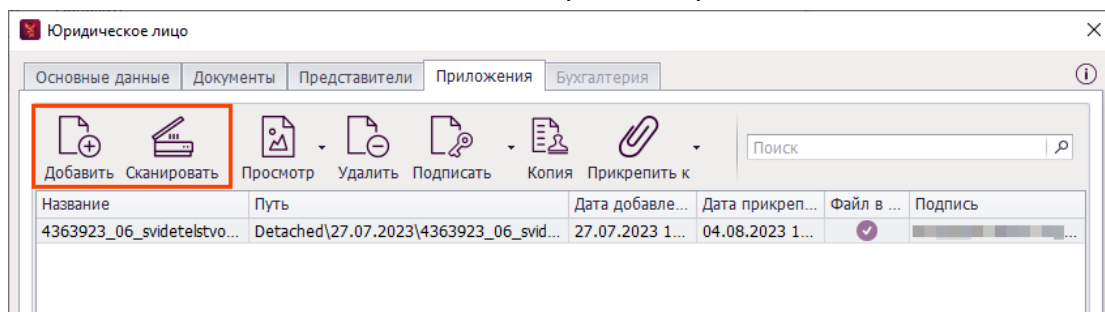 Юридическое лицо
Основные данные Документы Представители Приложения Бухгалтерия
Добавить Сканировать Просмотр Удалить Подписать Копия Прикрепить к Поиск
Название Путь Дата добавле... Дата прикреп... Файл в ... Подпись
4363923_06_svidetelstvo... Detached\27.07.2023\4363923_06_svid... 27.07.2023 1... 04.08.2023 1... ...